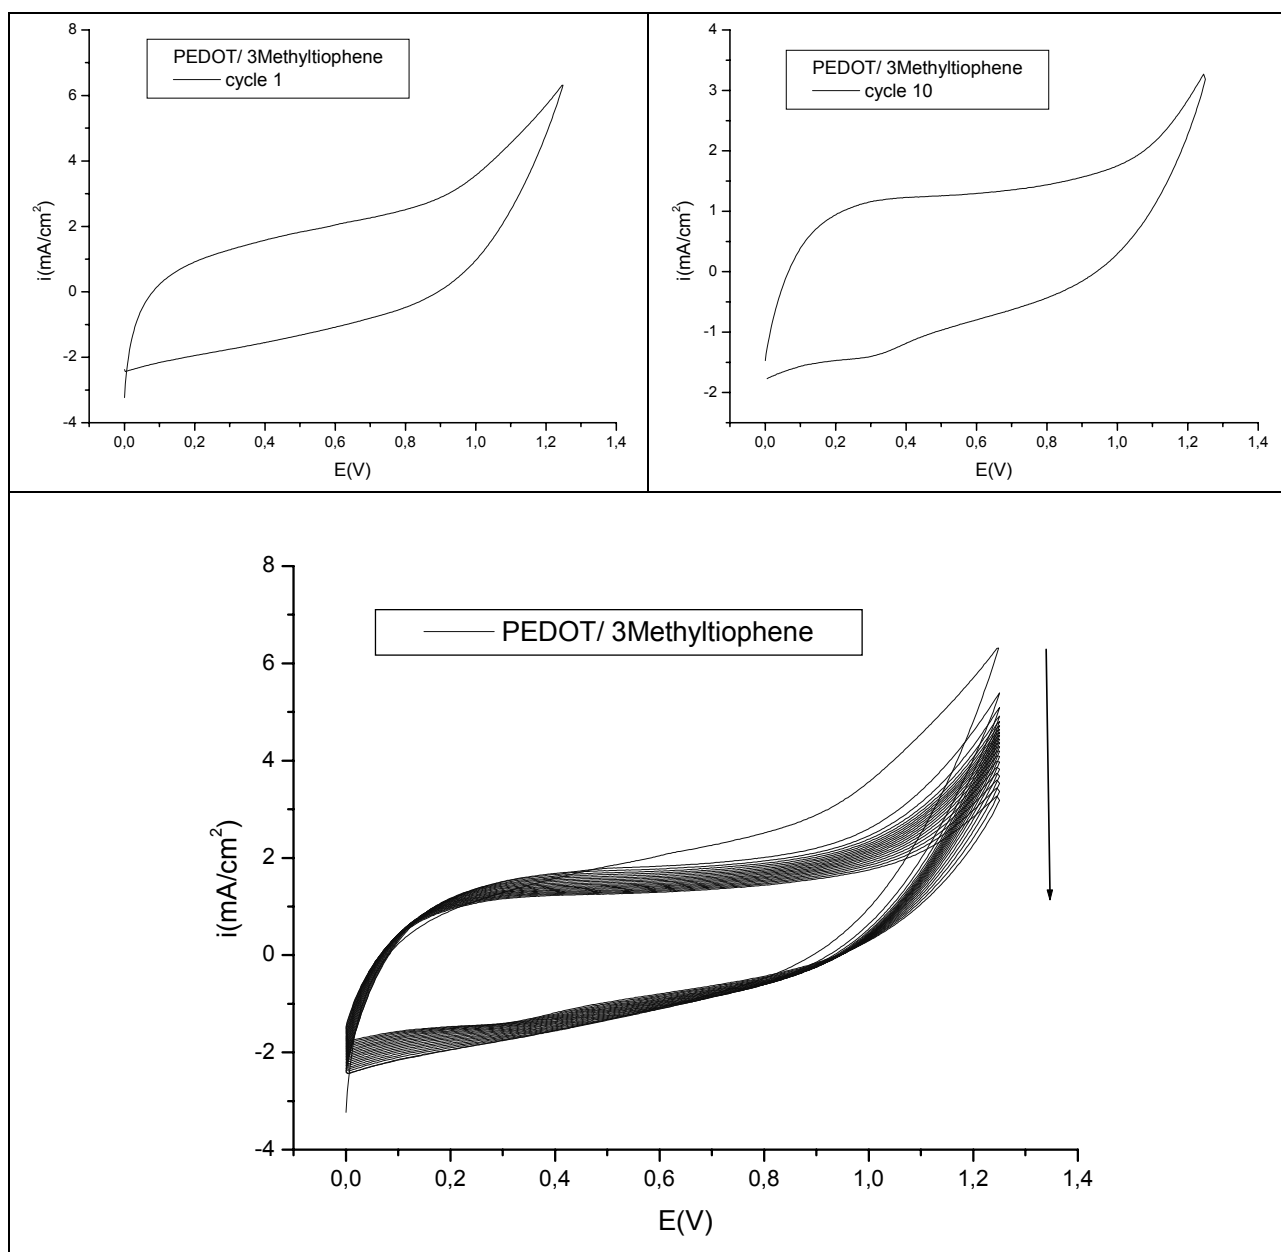 8
6
4
2
0
-2
-4
i(mA/cm²)
PEDOT/ 3Methyltiophene
cycle 1
0,0 0,2 0,4 0,6 0,8 1,0 1,2 1,4
E(V)
4
3
2
1
0
-1
-2
i(mA/cm²)
PEDOT/ 3Methyltiophene
cycle 10
0,0 0,2 0,4 0,6 0,8 1,0 1,2 1,4
E(V)
8
6
4
2
0
-2
-4
i(mA/cm²)
PEDOT/ 3Methyltiophene
0,0 0,2 0,4 0,6 0,8 1,0 1,2 1,4
E(V)